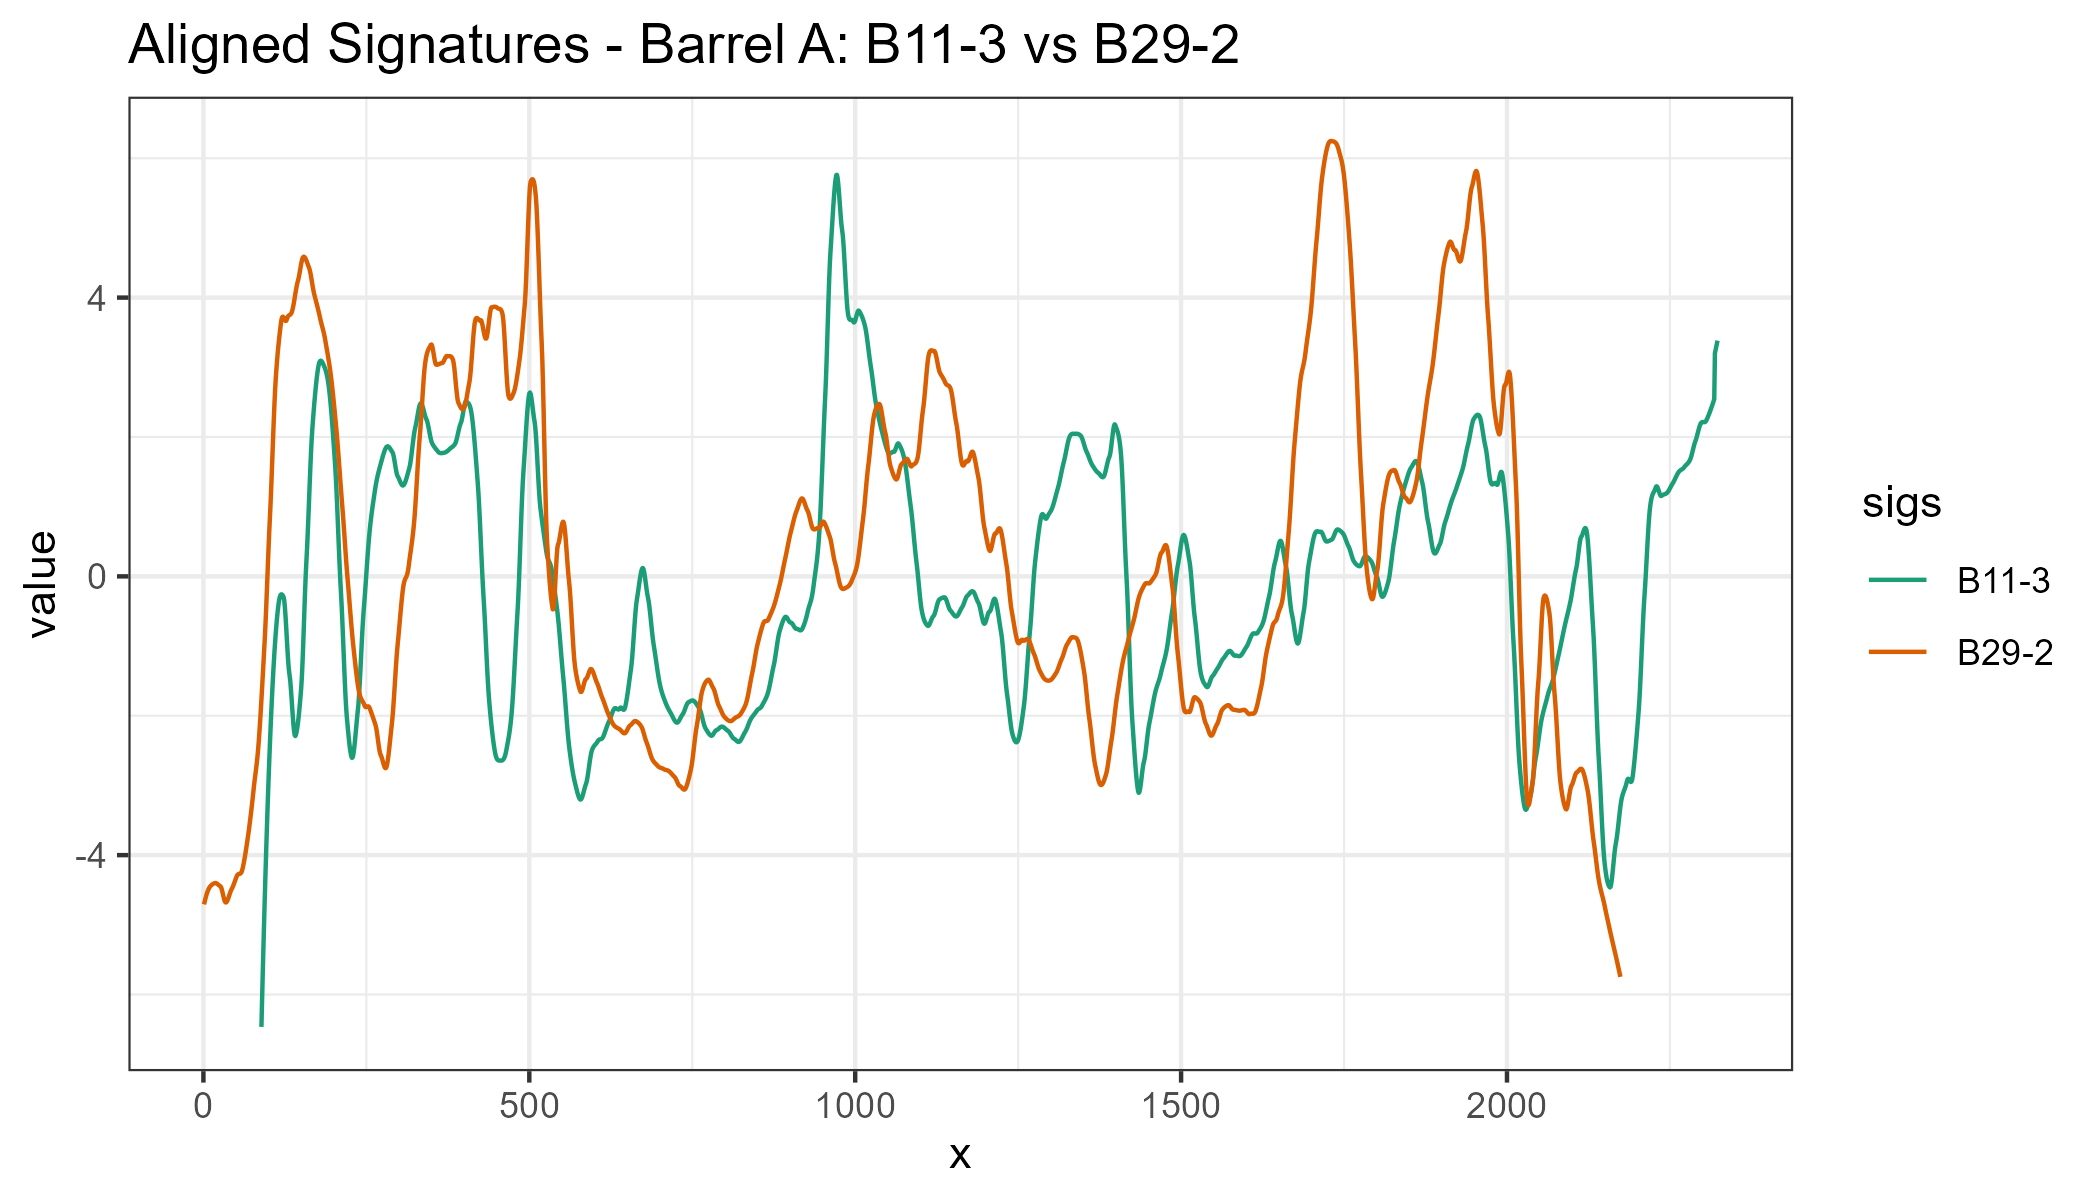 Aligned Signatures - Barrel A: B11-3 vs B29-2
4
0
-4
value
0 500 1000 1500 2000
x
sigs
B11-3
B29-2